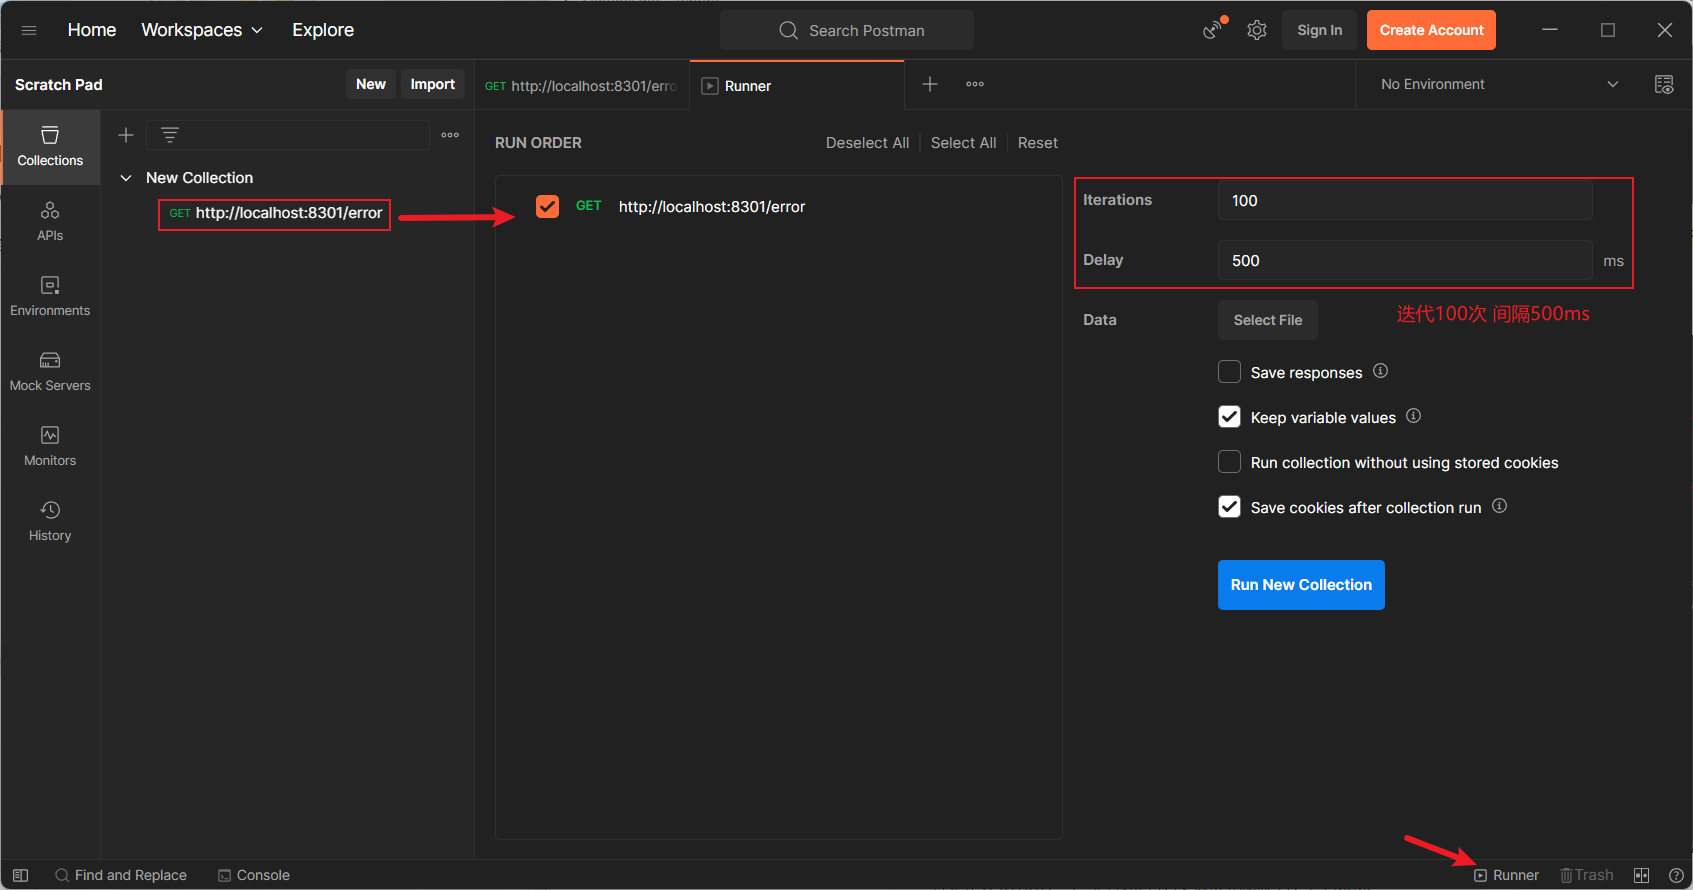 Home Workspaces Explore Search Postman Sign In Create Account
Scratch Pad New Import GET http://localhost:8301/erro Runner No Environment
Collections
APIs
Environments
Mock Servers
Monitors
History
New Collection
GET http://localhost:8301/error
RUN ORDER Deselect All Select All Reset
GET http://localhost:8301/error
Iterations 100
Delay 500 ms
迭代100次 间隔500ms
Data Select File
Save responses
Keep variable values
Run collection without using stored cookies
Save cookies after collection run
Run New Collection
Find and Replace Console Runner Trash